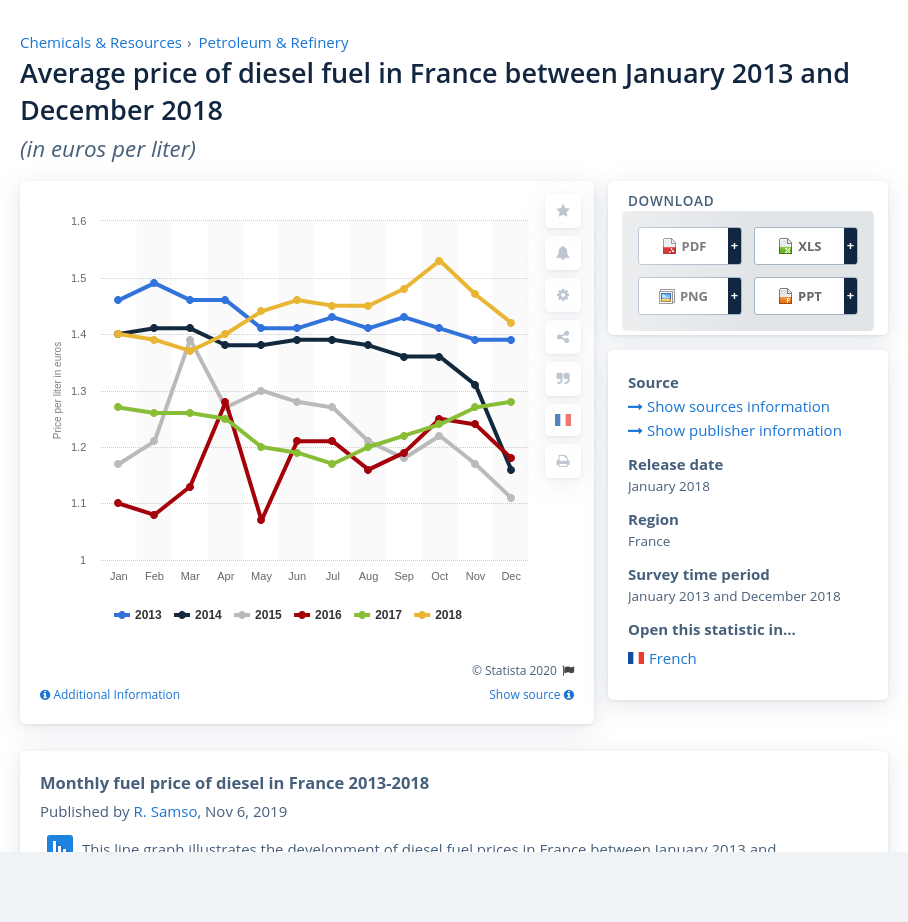 Chemicals & Resources › Petroleum & Refinery
Average price of diesel fuel in France between January 2013 and
December 2018
(in euros per liter)
1.6
1.5
1.4
1.3
1.2
1.1
1
Price per liter in euros
Jan Feb Mar Apr May Jun Jul Aug Sep Oct Nov Dec
2013 2014 2015 2016 2017 2018
© Statista 2020
Additional Information
Show source
DOWNLOAD
PDF + XLS +
PNG + PPT +
Source
Show sources information
Show publisher information
Release date
January 2018
Region
France
Survey time period
January 2013 and December 2018
Open this statistic in...
French
Monthly fuel price of diesel in France 2013-2018
Published by R. Samso, Nov 6, 2019
This line graph illustrates the development of diesel fuel prices in France between January 2013 and